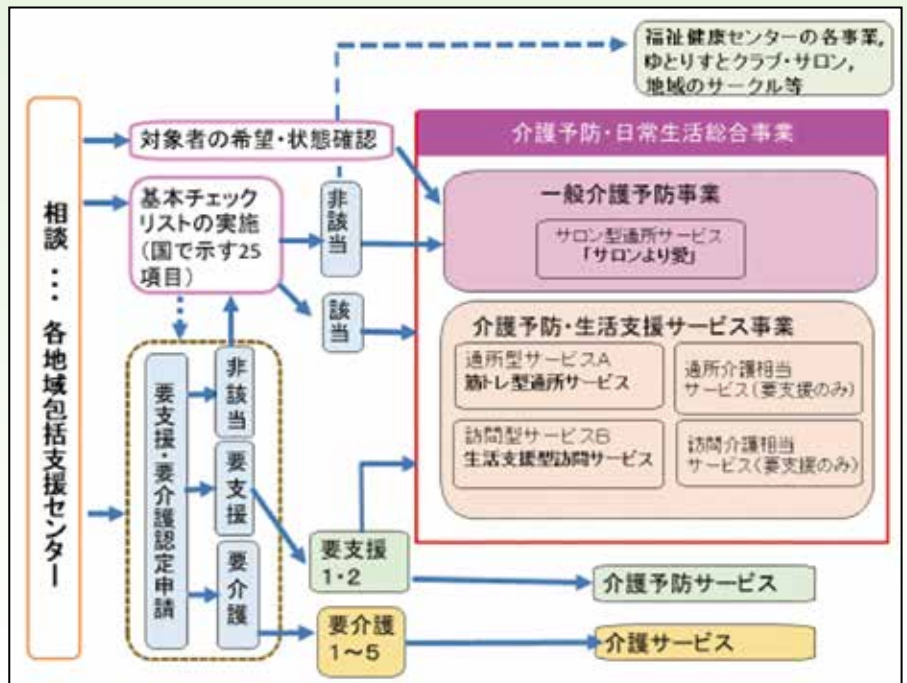 福祉健康センターの各事業,
ゆとりすとクラブ・サロン,
地域のサークル等
相談・・・各地域包括支援センター
対象者の希望・状態確認
基本チェック
リストの実施
(国で示す25
項目)
非該当
該当
要支援・要介護認定申請
非該当
要支援
要介護
要支援
1・2
要介護
1～5
介護予防・日常生活総合事業
一般介護予防事業
サロン型通所サービス
「サロンより愛」
介護予防・生活支援サービス事業
通所型サービスA
筋トレ型通所サービス
通所介護相当
サービス(要支援のみ)
訪問型サービスB
生活支援型訪問サービス
訪問介護相当
サービス(要支援のみ)
介護予防サービス
介護サービス